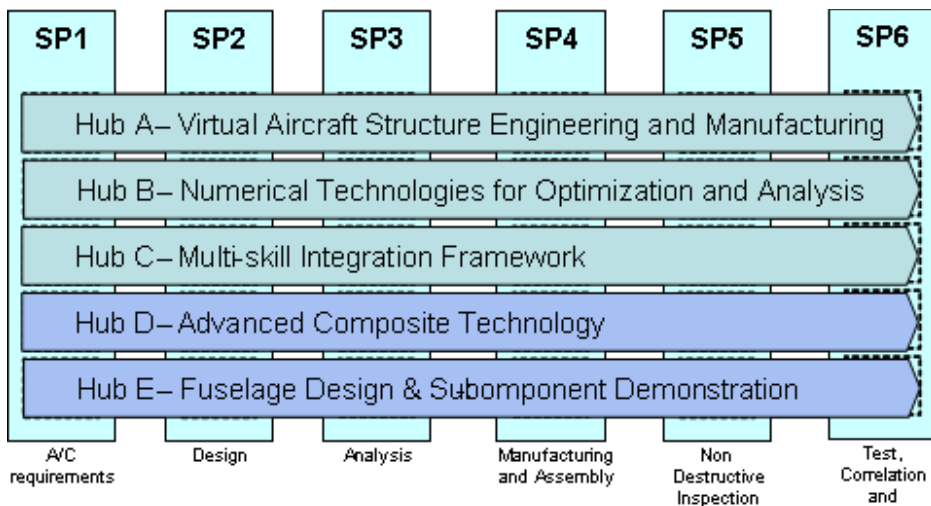 SP1 SP2 SP3 SP4 SP5 SP6
Hub A– Virtual Aircraft Structure Engineering and Manufacturing
Hub B– Numerical Technologies for Optimization and Analysis
Hub C– Multi-skill Integration Framework
Hub D– Advanced Composite Technology
Hub E– Fuselage Design & Subomponent Demonstration
A/C
requirements
Design
Analysis
Manufacturing
and Assembly
Non
Destructive
Inspection
Test,
Correlation
and